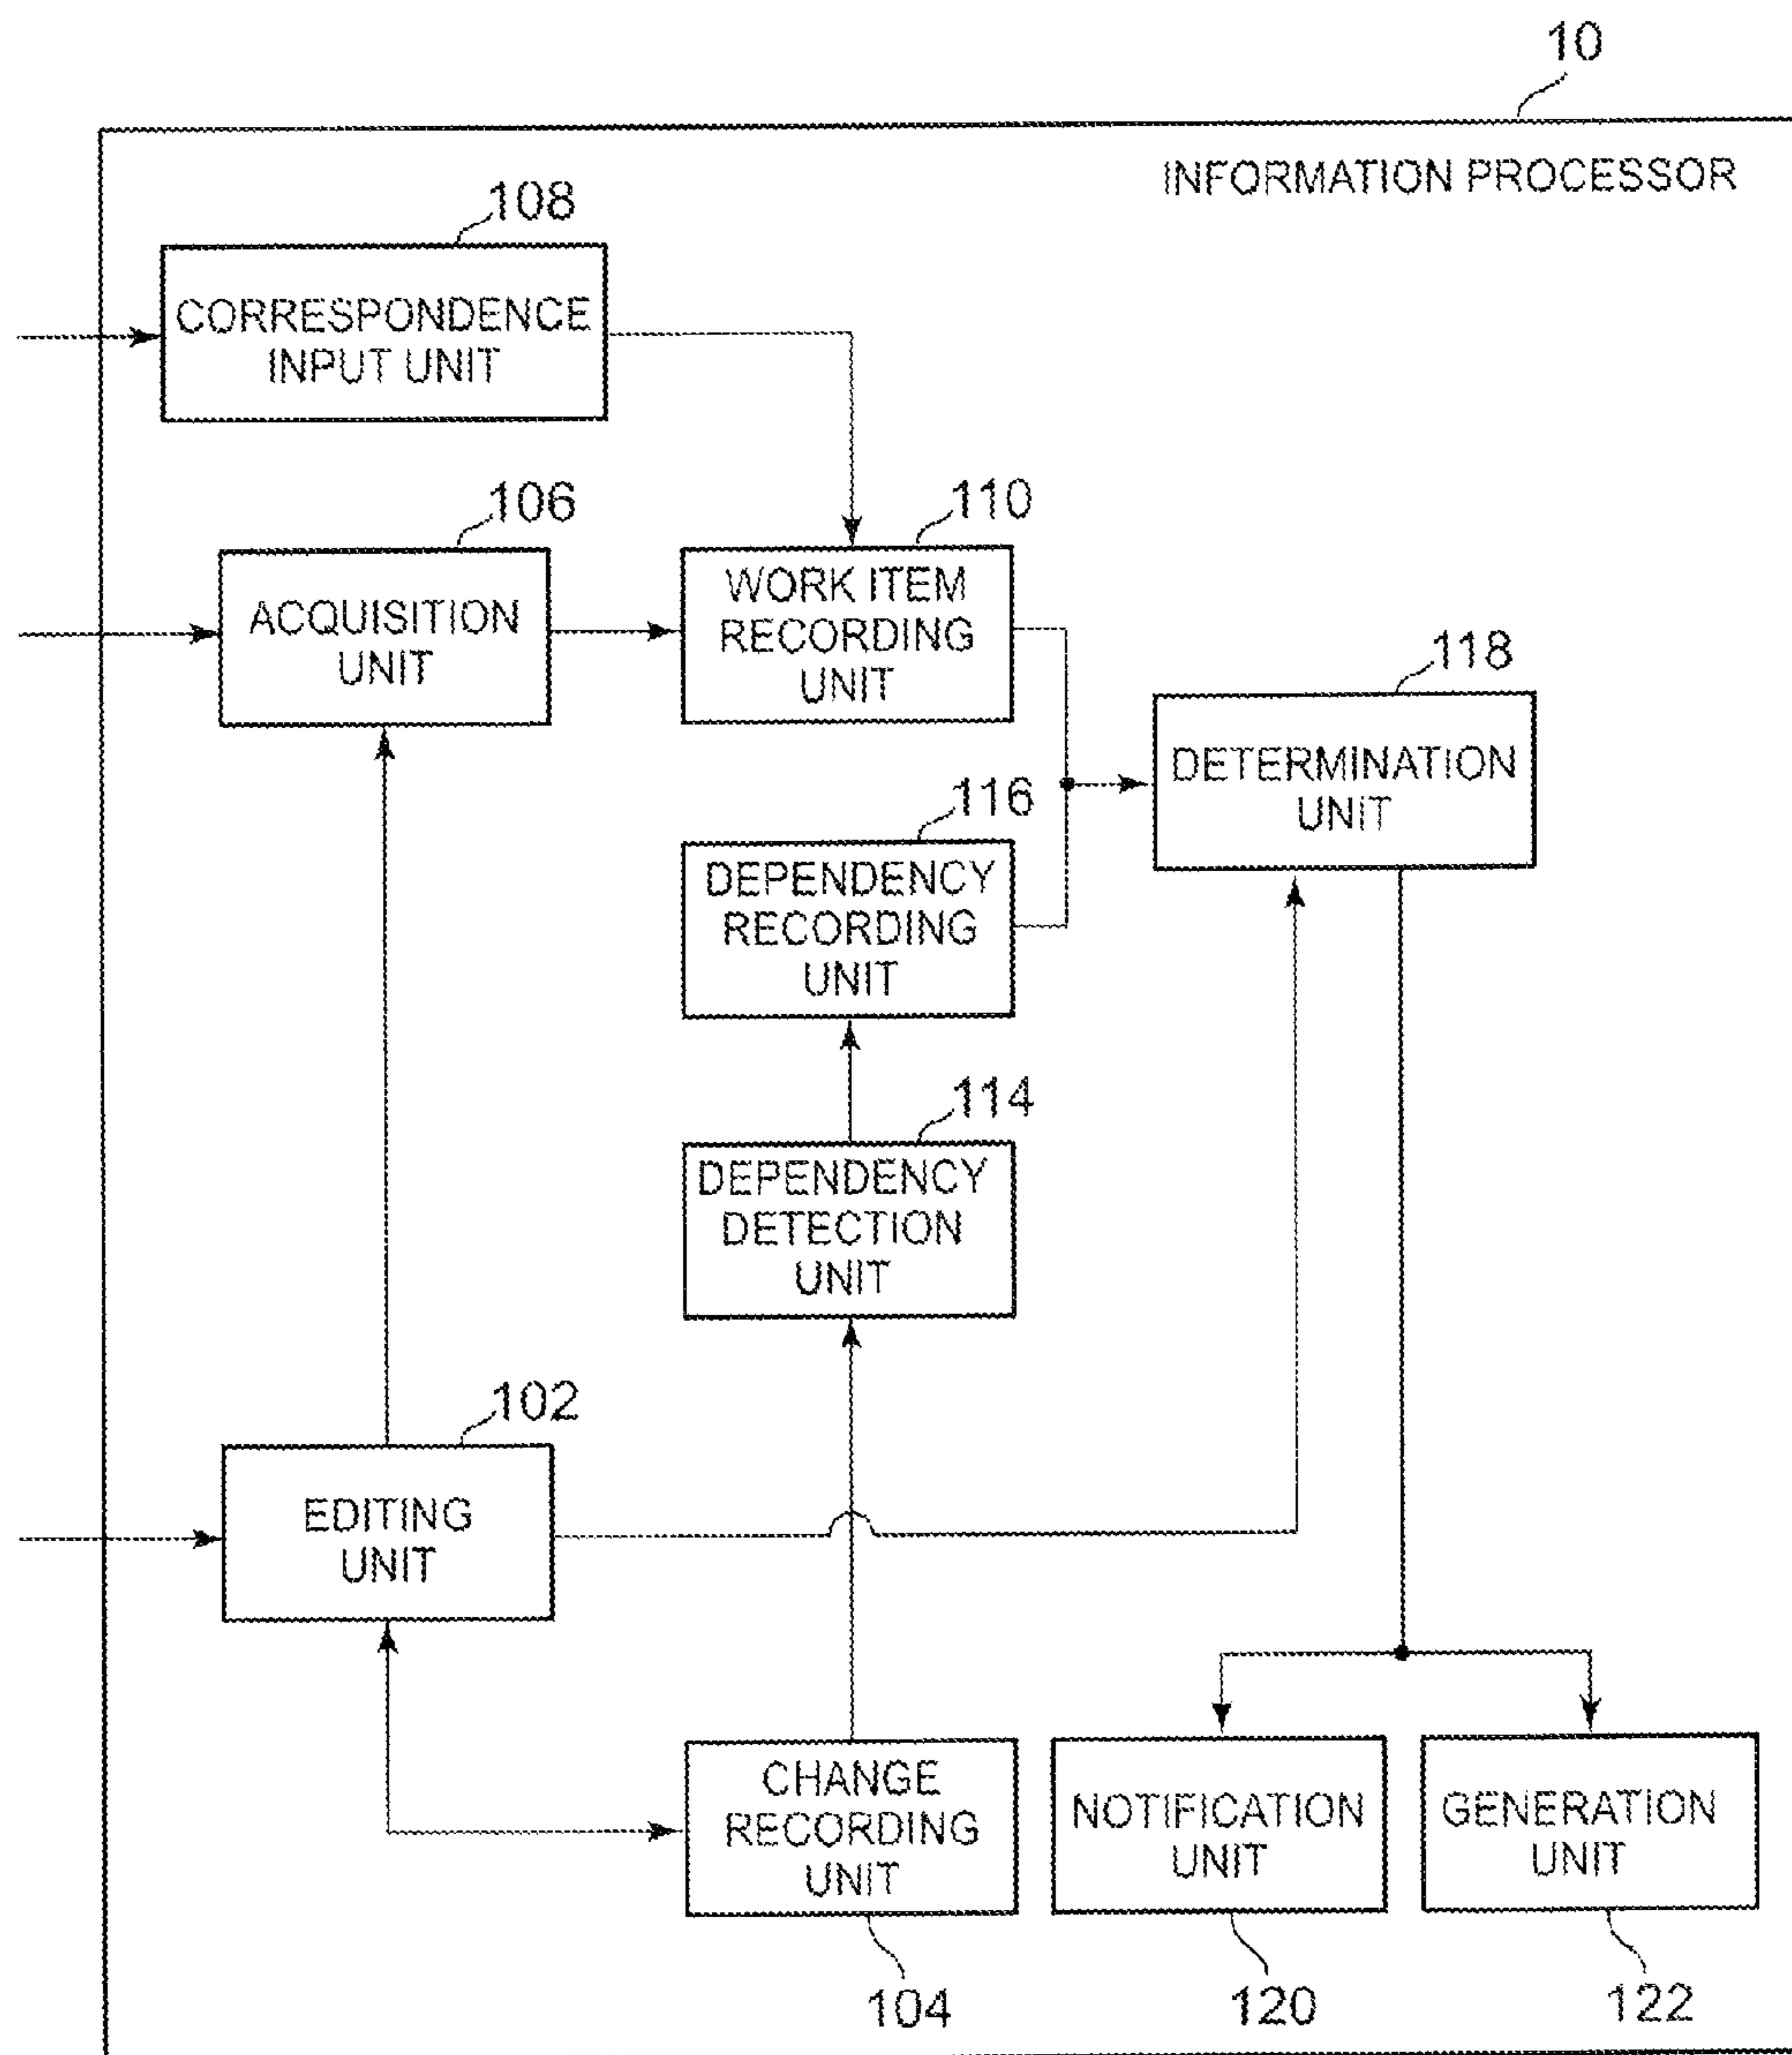 10
INFORMATION PROCESSOR
108
CORRESPONDENCE
INPUT UNIT
106
ACQUISITION
UNIT
110
WORK ITEM
RECORDING
UNIT
118
DETERMINATION
UNIT
116
DEPENDENCY
RECORDING
UNIT
114
DEPENDENCY
DETECTION
UNIT
102
EDITING
UNIT
CHANGE
RECORDING
UNIT
104
NOTIFICATION
UNIT
120
GENERATION
UNIT
122